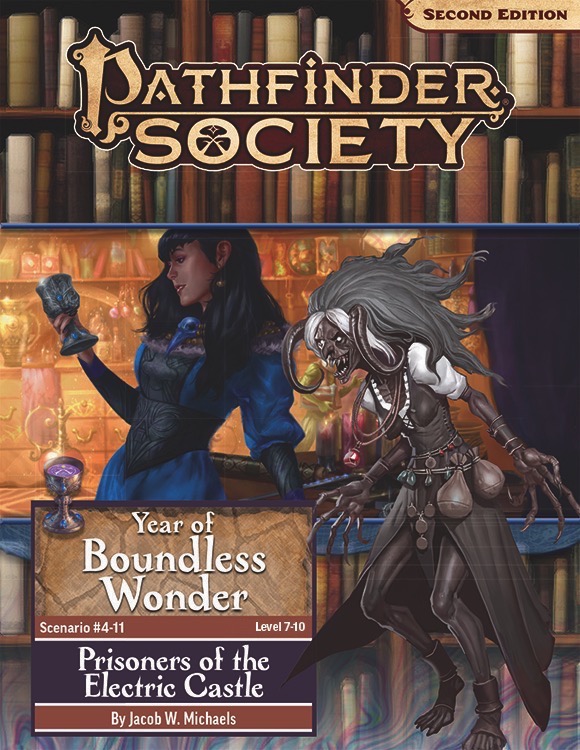 SECOND EDITION
PATHFINDER®
SOCIETY
Year of
Boundless
Wonder
Scenario #4-11 Level 7-10
Prisoners of the
Electric Castle
By Jacob W. Michaels